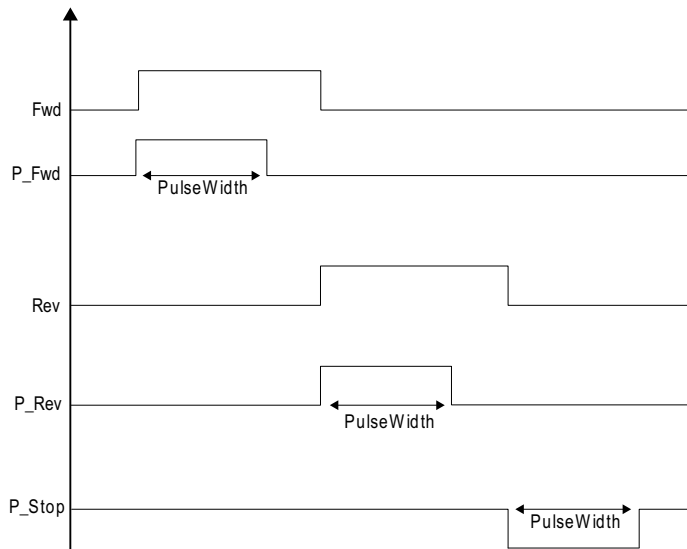 Fwd
P_Fwd
PulseWidth
Rev
P_Rev
PulseWidth
P_Stop
PulseWidth